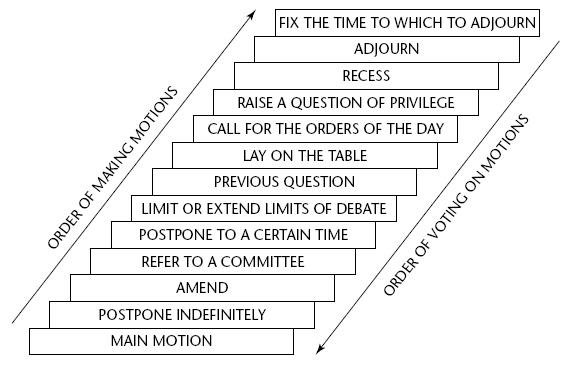 FIX THE TIME TO WHICH TO ADJOURN
ADJOURN
RECESS
RAISE A QUESTION OF PRIVILEGE
CALL FOR THE ORDERS OF THE DAY
LAY ON THE TABLE
PREVIOUS QUESTION
LIMIT OR EXTEND LIMITS OF DEBATE
POSTPONE TO A CERTAIN TIME
REFER TO A COMMITTEE
AMEND
POSTPONE INDEFINITELY
MAIN MOTION
ORDER OF MAKING MOTIONS
ORDER OF VOTING ON MOTIONS